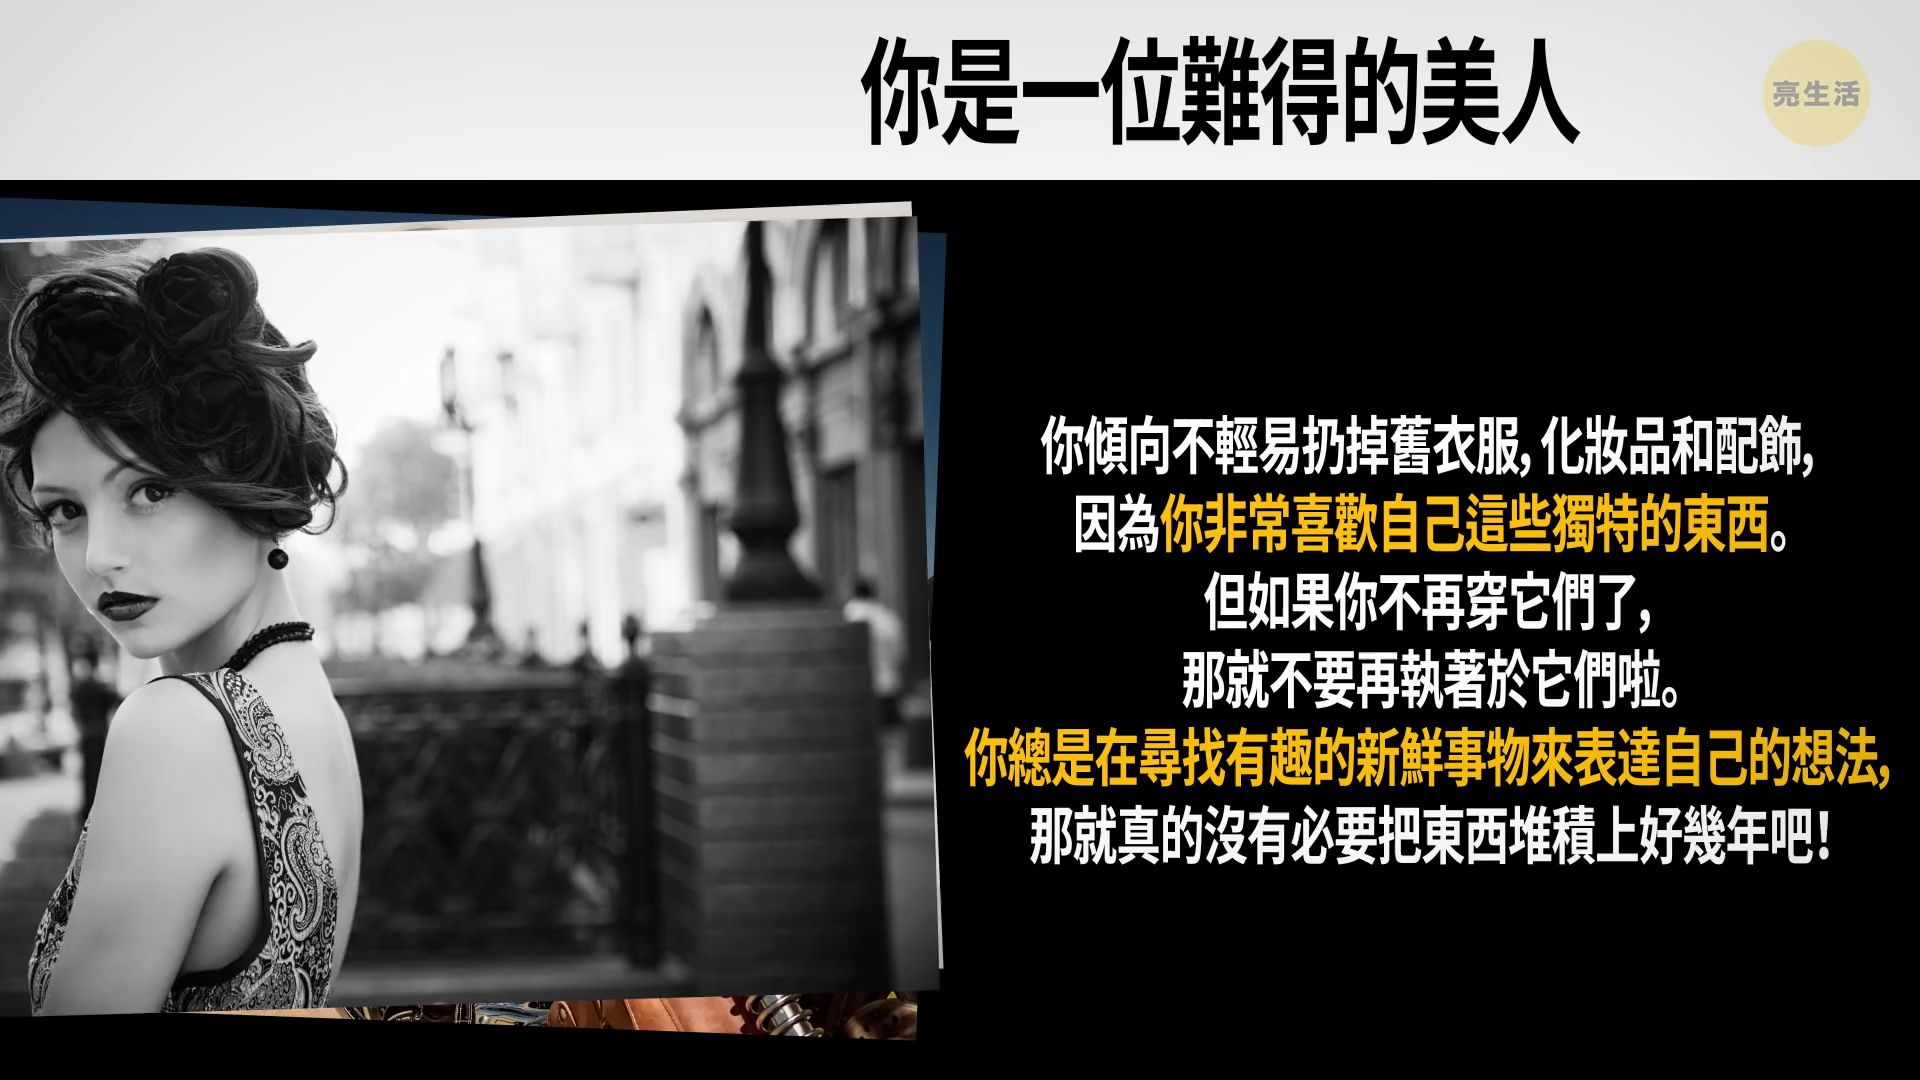 你是一位難得的美人
亮生活
你傾向不輕易扔掉舊衣服, 化妝品和配飾,
因為你非常喜歡自己這些獨特的東西。
但如果你不再穿它們了,
那就不要再執著於它們啦。
你總是在尋找有趣的新鮮事物來表達自己的想法,
那就真的沒有必要把東西堆積上好幾年吧!